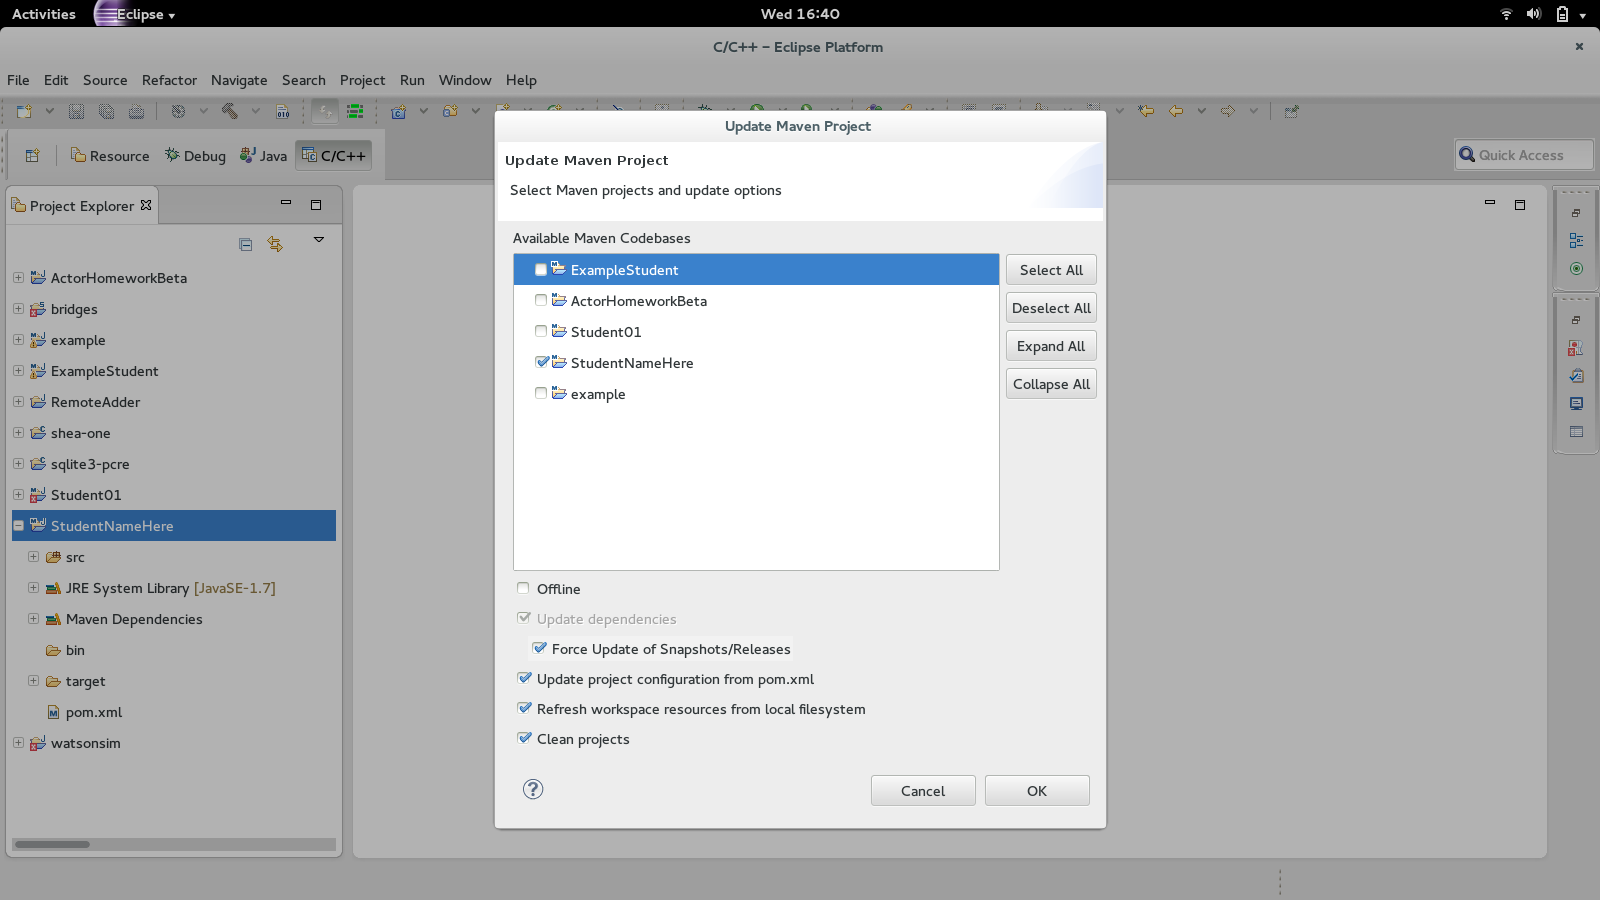 Activities Eclipse Wed 16:40
C/C++ – Eclipse Platform
File Edit Source Refactor Navigate Search Project Run Window Help
010
Resource Debug Java C/C++ Quick Access
Project Explorer
ActorHomeworkBeta
bridges
example
ExampleStudent
RemoteAdder
shea-one
sqlite3-pcre
Student01
StudentNameHere
src
JRE System Library [JavaSE-1.7]
Maven Dependencies
bin
target
pom.xml
watsonsim
Update Maven Project
Update Maven Project
Select Maven projects and update options
Available Maven Codebases
ExampleStudent
ActorHomeworkBeta
Student01
StudentNameHere
example
Select All
Deselect All
Expand All
Collapse All
Offline
Update dependencies
Force Update of Snapshots/Releases
Update project configuration from pom.xml
Refresh workspace resources from local filesystem
Clean projects
Cancel OK